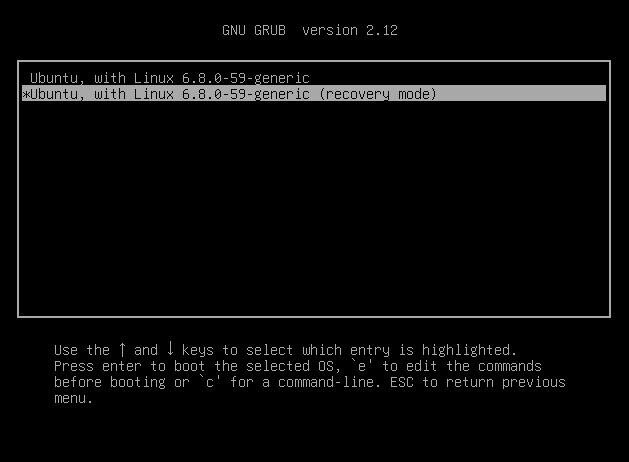 GNU GRUB  version 2.12
 Ubuntu, with Linux 6.8.0-59-generic
*Ubuntu, with Linux 6.8.0-59-generic (recovery mode)
Use the ↑ and ↓ keys to select which entry is highlighted.
Press enter to boot the selected OS, `e' to edit the commands
before booting or `c' for a command-line. ESC to return previous
menu.